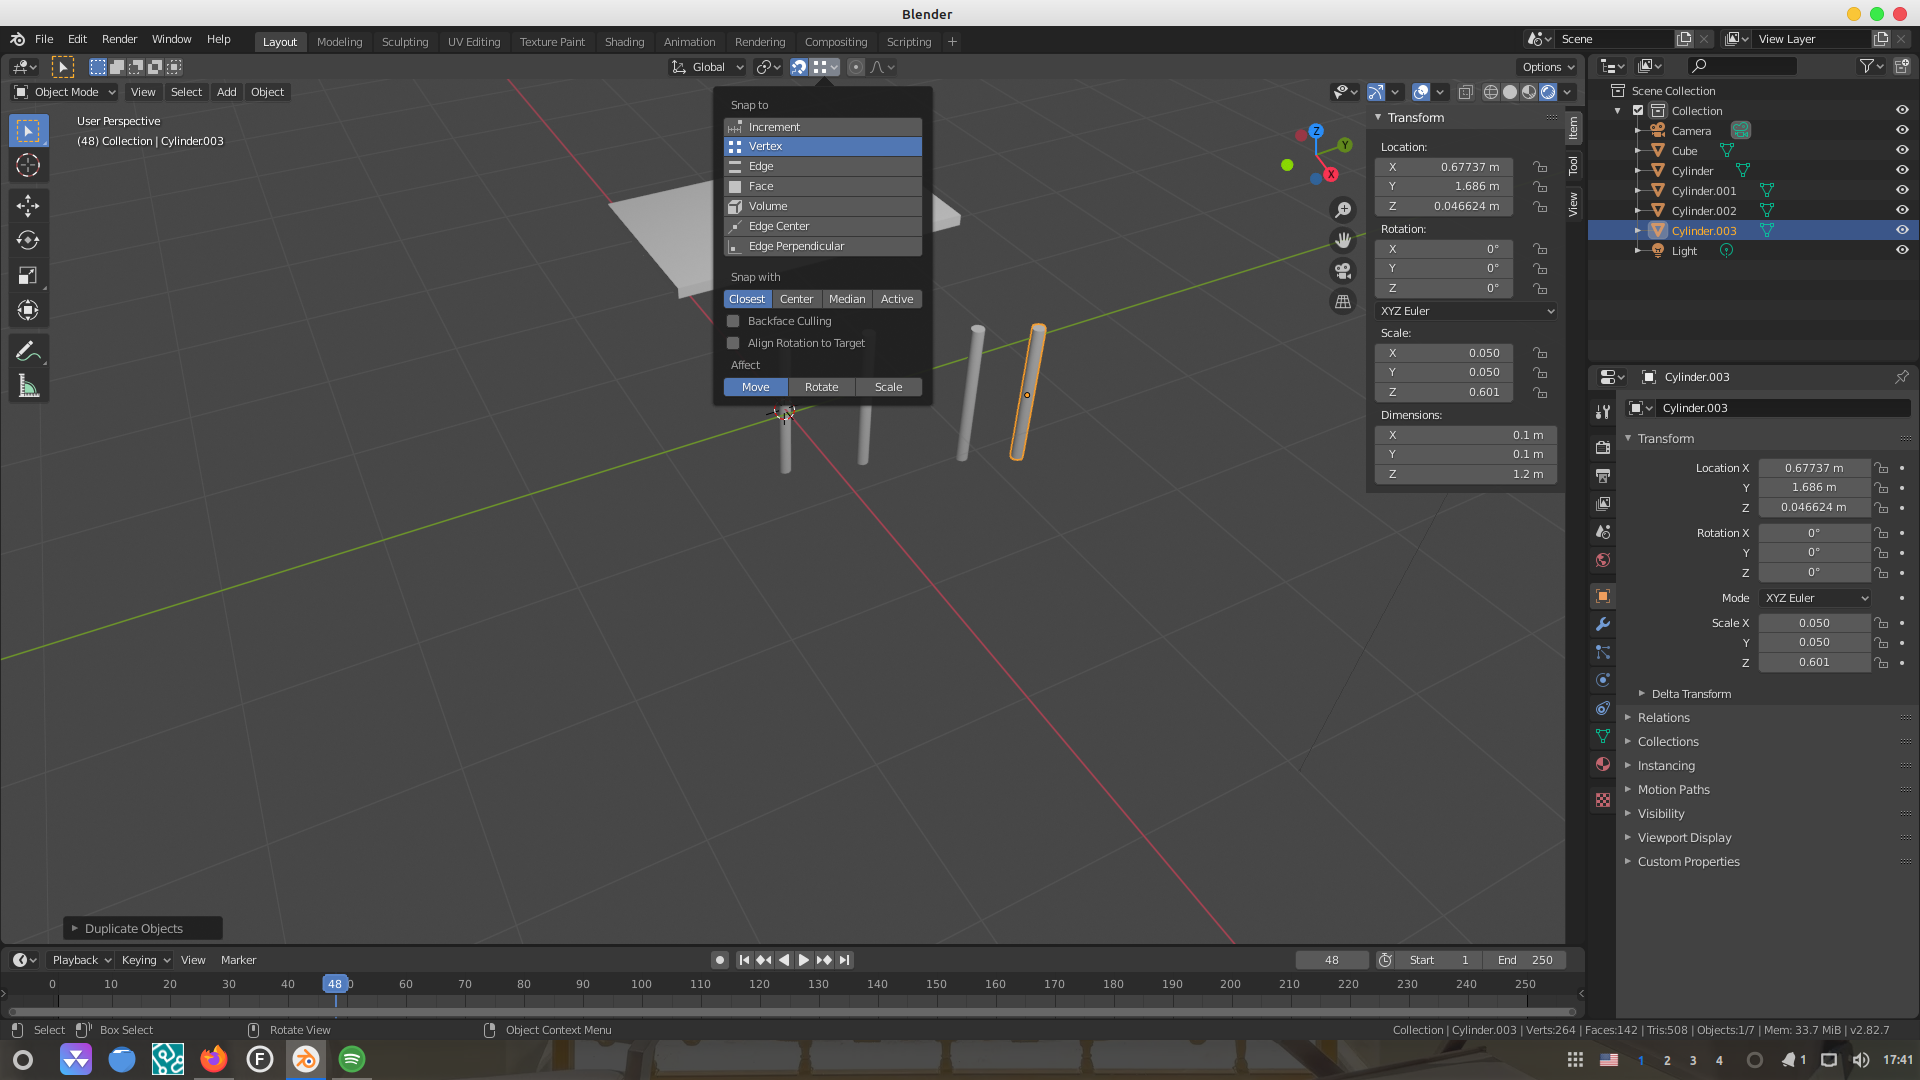 Blender
File Edit Render Window Help
Layout Modeling Sculpting UV Editing Texture Paint Shading Animation Rendering Compositing Scripting +
Scene
View Layer
Global
Options
Object Mode View Select Add Object
User Perspective
(48) Collection | Cylinder.003
Snap to
Increment
Vertex
Edge
Face
Volume
Edge Center
Edge Perpendicular
Snap with
Closest Center Median Active
Backface Culling
Align Rotation to Target
Affect
Move Rotate Scale
Z
Y
X
Transform
Location:
X 0.67737 m
Y 1.686 m
Z 0.046624 m
Rotation:
X 0°
Y 0°
Z 0°
XYZ Euler
Scale:
X 0.050
Y 0.050
Z 0.601
Dimensions:
X 0.1 m
Y 0.1 m
Z 1.2 m
Item
Tool
View
Scene Collection
Collection
Camera
Cube
Cylinder
Cylinder.001
Cylinder.002
Cylinder.003
Light
Cylinder.003
Cylinder.003
Transform
Location X 0.67737 m
Y 1.686 m
Z 0.046624 m
Rotation X 0°
Y 0°
Z 0°
Mode XYZ Euler
Scale X 0.050
Y 0.050
Z 0.601
Delta Transform
Relations
Collections
Instancing
Motion Paths
Visibility
Viewport Display
Custom Properties
Duplicate Objects
Playback Keying View Marker
48 Start 1 End 250
0 10 20 30 40 48 0 60 70 80 90 100 110 120 130 140 150 160 170 180 190 200 210 220 230 240 250
Select Box Select Rotate View Object Context Menu
Collection | Cylinder.003 | Verts:264 | Faces:142 | Tris:508 | Objects:1/7 | Mem: 33.7 MiB | v2.82.7
F
1 2 3 4 1 17:41